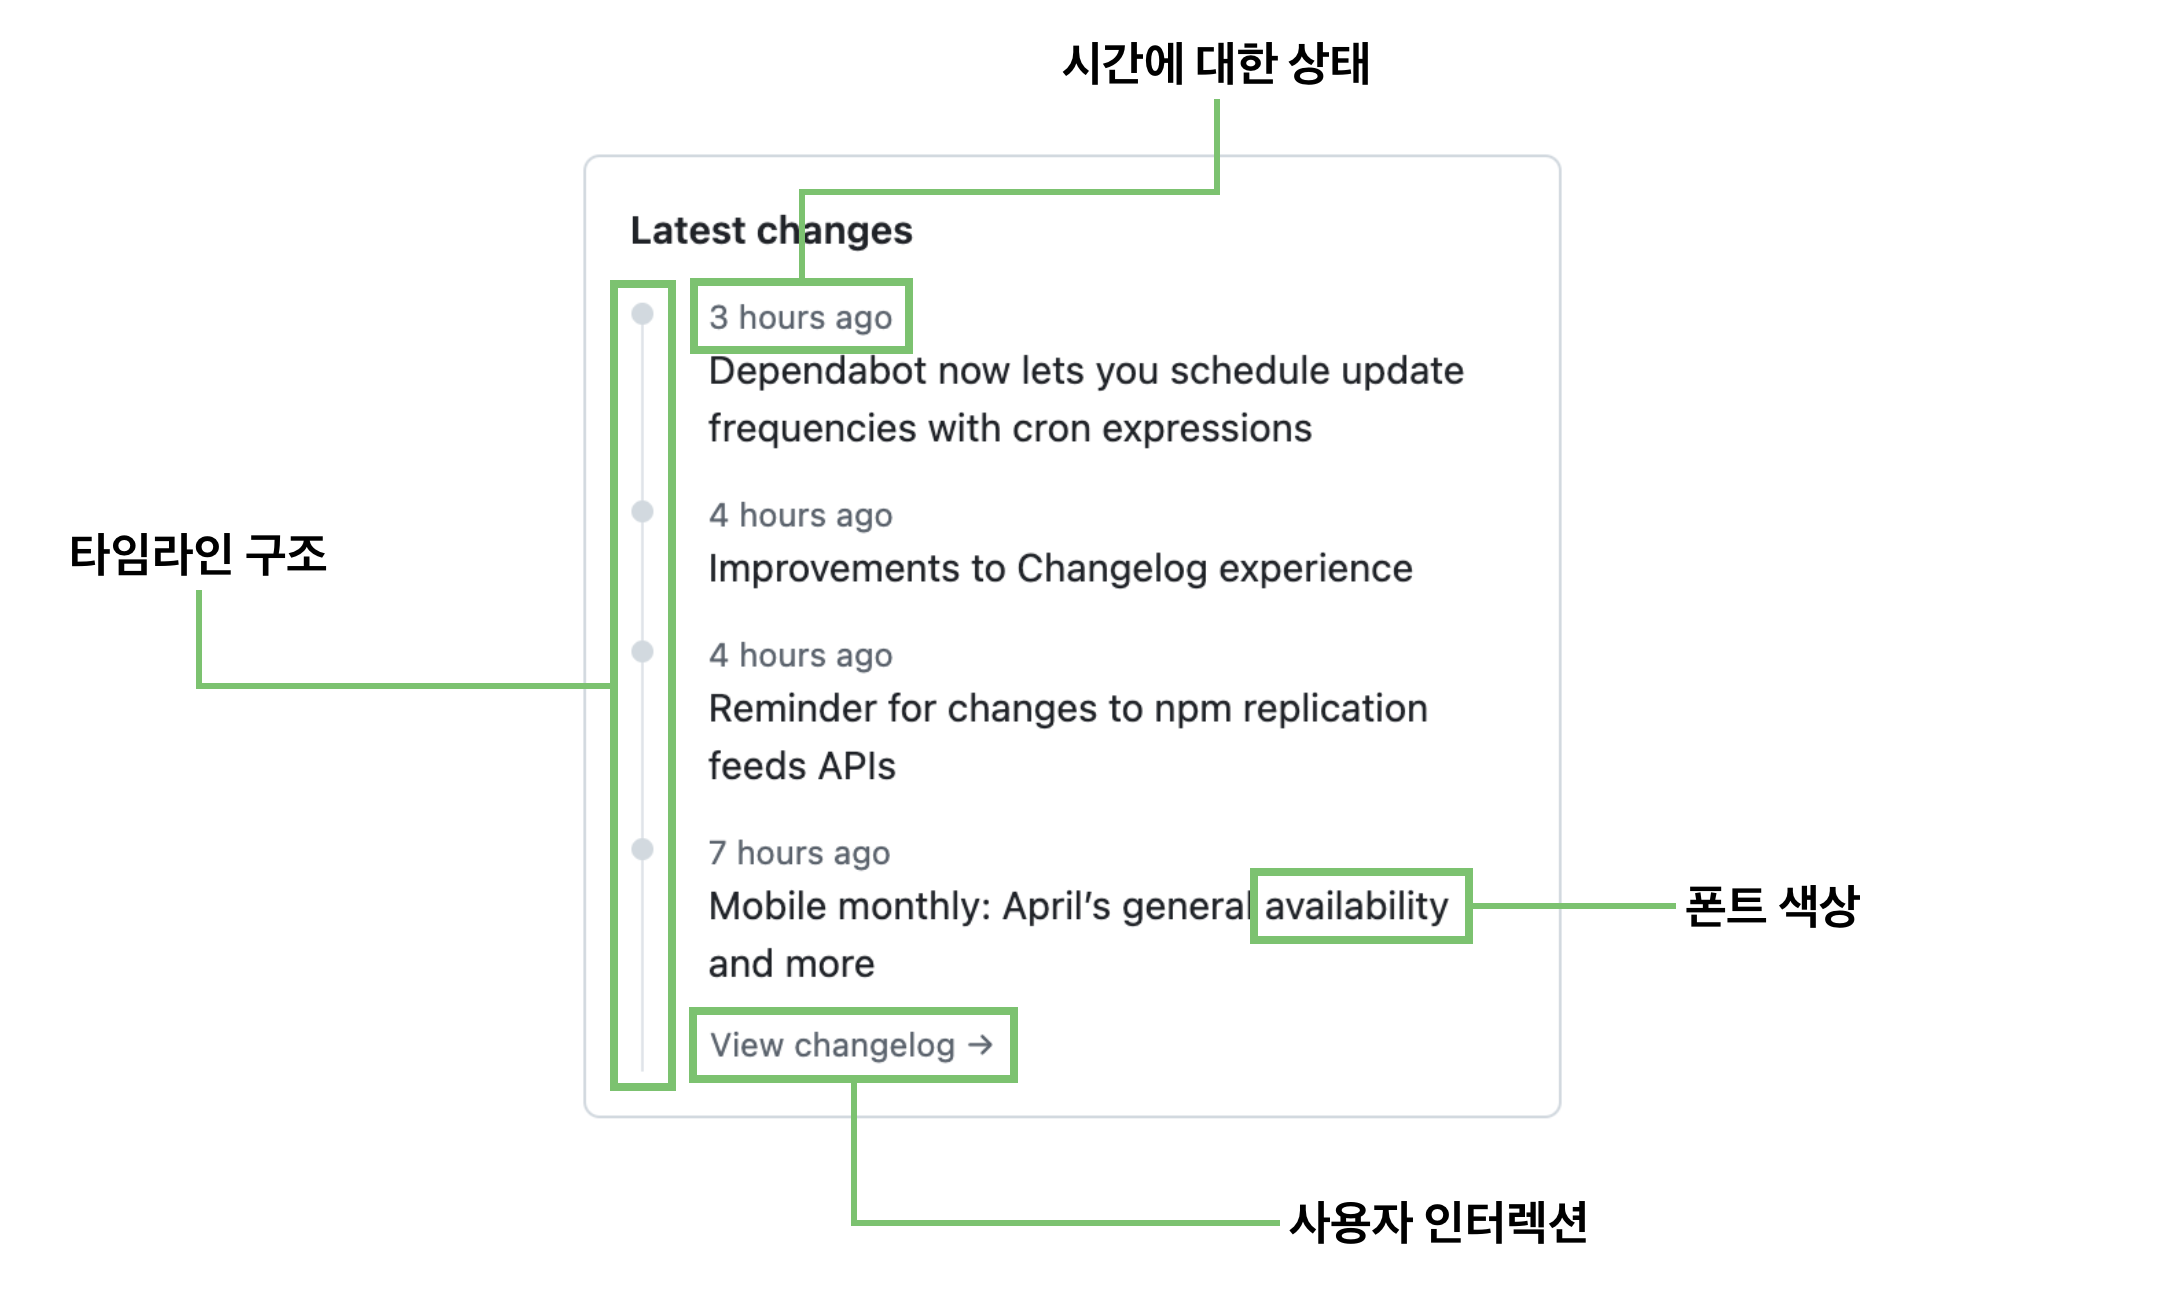 시간에 대한 상태
Latest changes
3 hours ago
Dependabot now lets you schedule update
frequencies with cron expressions
4 hours ago
Improvements to Changelog experience
타임라인 구조
4 hours ago
Reminder for changes to npm replication
feeds APIs
7 hours ago
Mobile monthly: April’s general availability
and more
폰트 색상
View changelog →
사용자 인터렉션